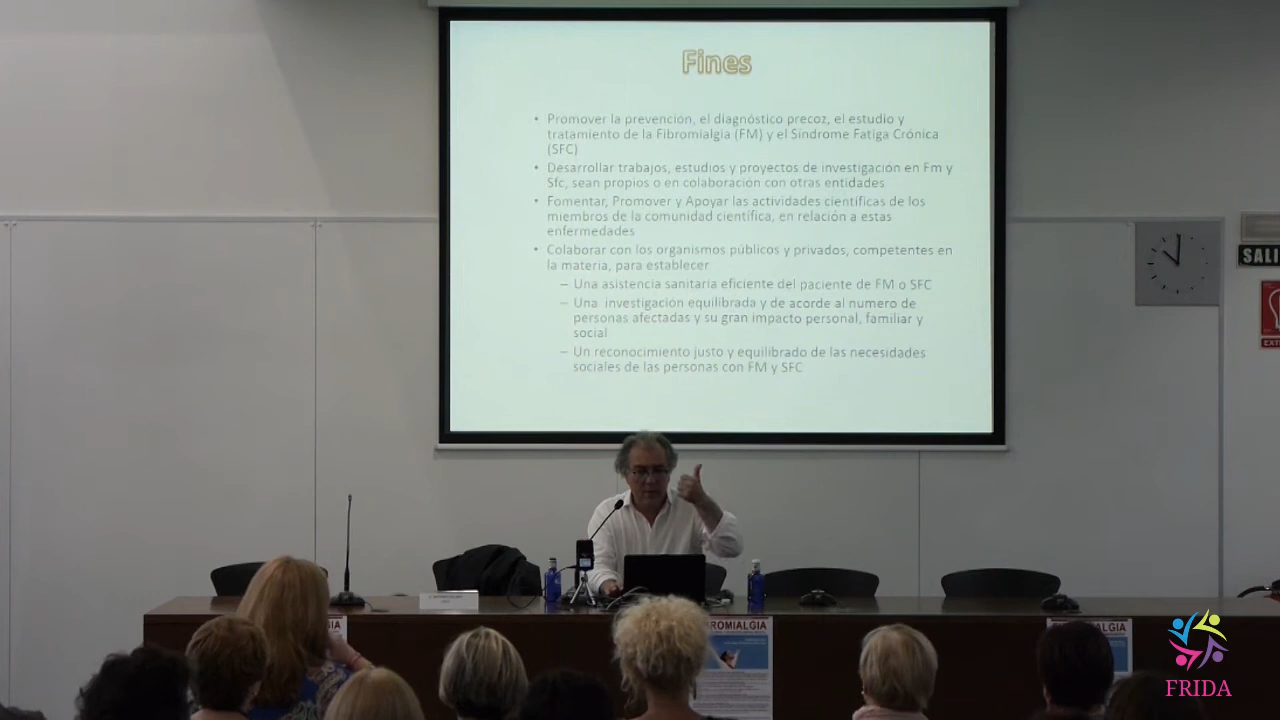 Fines
• Promover la prevención, el diagnóstico precoz, el estudio y
tratamiento de la Fibromialgia (FM) y el Síndrome Fatiga Crónica
(SFC)
• Desarrollar trabajos, estudios y proyectos de investigación en Fm y
Sfc, sean propios o en colaboración con otras entidades
• Fomentar, Promover y Apoyar las actividades científicas de los
miembros de la comunidad científica, en relación a estas
enfermedades
• Colaborar con los organismos públicos y privados, competentes en
la materia, para establecer
– Una asistencia sanitaria eficiente del paciente de FM o SFC
– Una investigación equilibrada y de acorde al numero de
personas afectadas y su gran impacto personal, familiar y
social
– Un reconocimiento justo y equilibrado de las necesidades
sociales de las personas con FM y SFC
SALI
EXT
ROMIALGIA
IALGIA
FRIDA